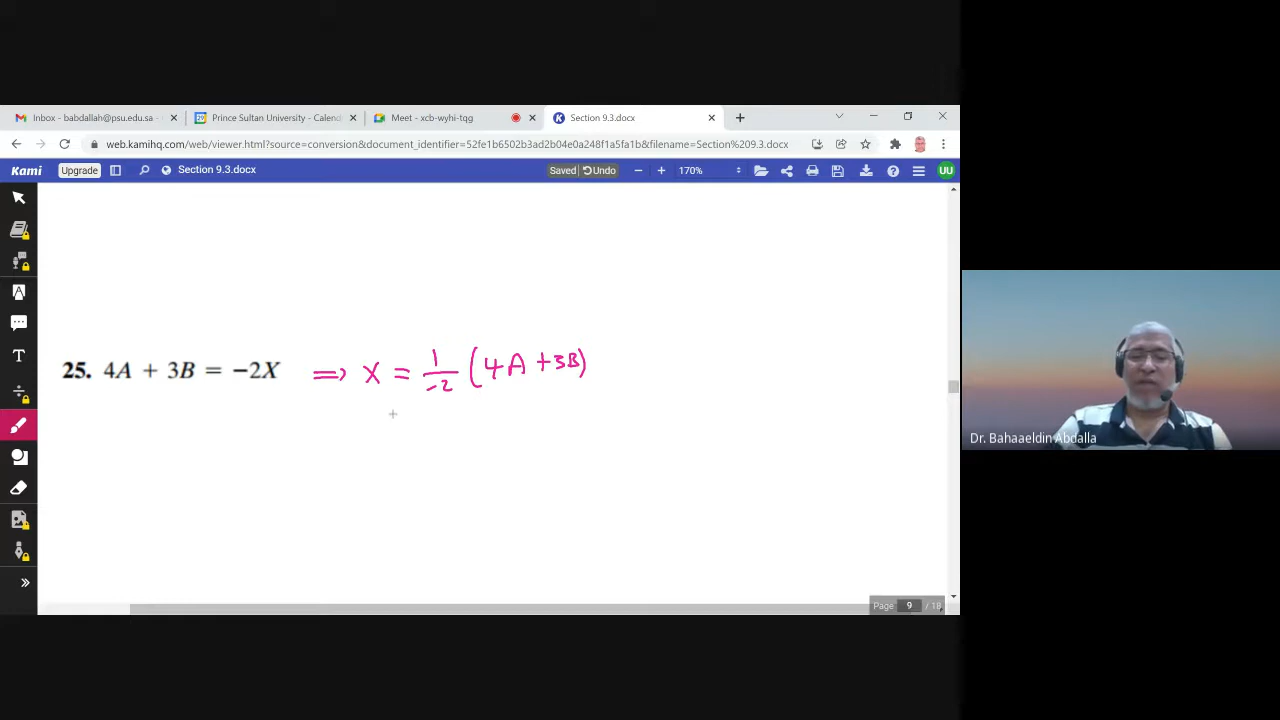 Inbox - babdallah@psu.edu.sa -
Prince Sultan University - Calend
Meet - xcb-wyhi-tqg
Section 9.3.docx
web.kamihq.com/web/viewer.html?source=conversion&document_identifier=52fe1b6502b3ad2b04e0a248f1a5fa1b&filename=Section%209.3.docx
Kami
Upgrade
Section 9.3.docx
Saved
Undo
170%
UU
25. 4A + 3B = −2X ⟹ X = 1/-2 (4A + 3B)
Dr. Bahaaeldin Abdalla
Page 9 / 18